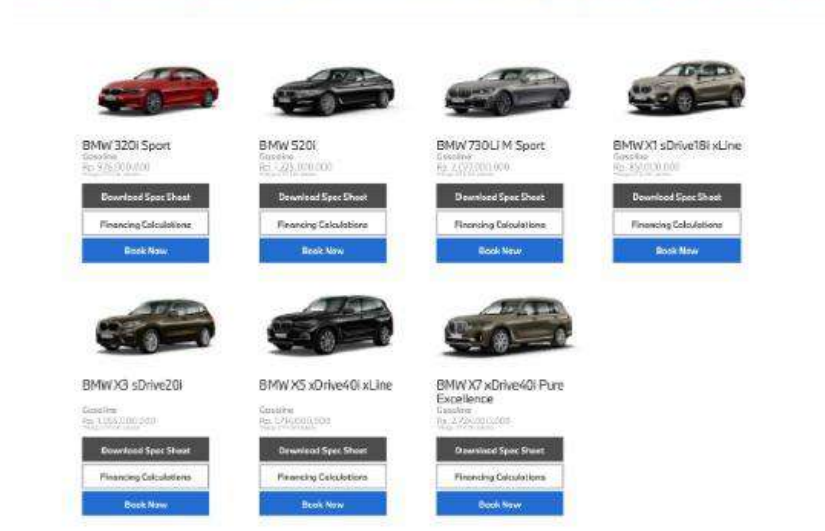 BMW 320i Sport
Gasoline
BMW 520i
Gasoline
BMW 730Li M Sport
Gasoline
BMW X1 sDrive18i xLine
Gasoline
Download Spec Sheet
Download Spec Sheet
Download Spec Sheet
Download Spec Sheet
Financing Calculations
Financing Calculations
Financing Calculations
Financing Calculations
Book Now
Book Now
Book Now
Book Now
BMW X3 sDrive20i
Gasoline
BMW X5 xDrive40i xLine
Gasoline
BMW X7 xDrive40i Pure
Excellence
Gasoline
Download Spec Sheet
Download Spec Sheet
Download Spec Sheet
Financing Calculations
Financing Calculations
Financing Calculations
Book Now
Book Now
Book Now